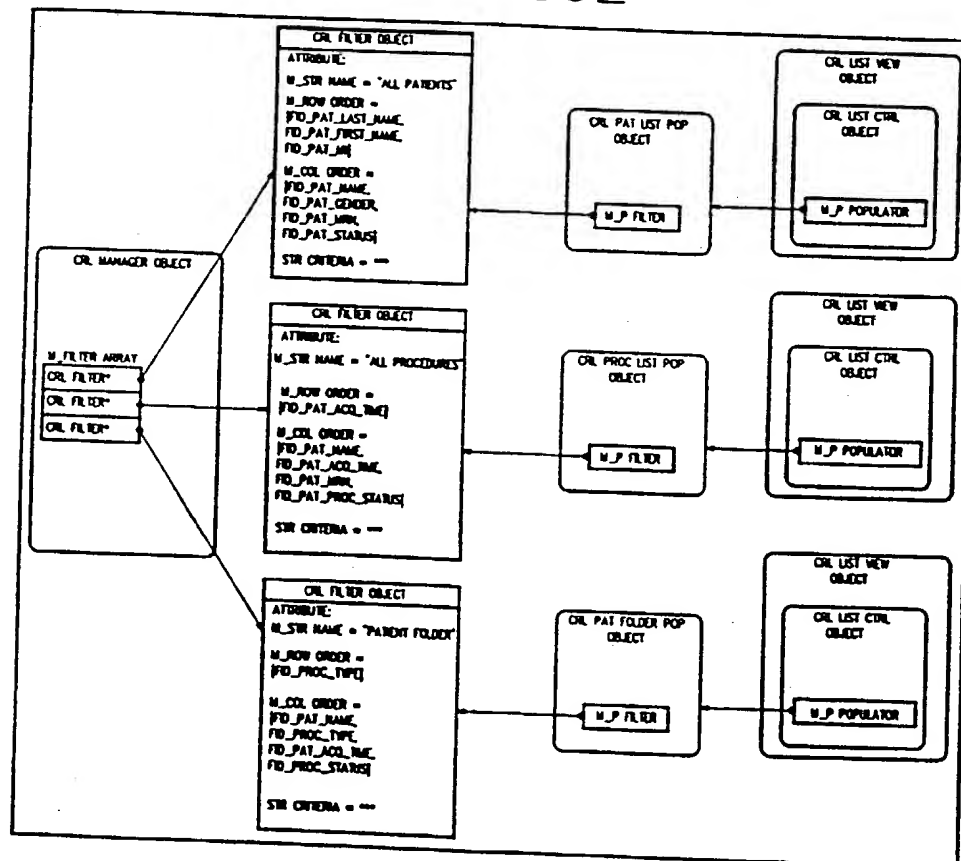 CRL FILTER OBJECT
ATTRIBUTE:
M_STR NAME = "ALL PATIENTS"
M_ROW ORDER =
[FID_PAT_LAST_NAME,
FID_PAT_FIRST_NAME,
FID_PAT_MI]
M_COL ORDER =
[FID_PAT_NAME,
FID_PAT_GENDER,
FID_PAT_MRN,
FID_PAT_STATUS]
STR CRITERIA = ""
CRL PAT LIST POP
OBJECT
M_P FILTER
CRL LIST VIEW
OBJECT
CRL LIST CTRL
OBJECT
M_P POPULATOR
CRL MANAGER OBJECT
M_FILTER ARRAY
CRL FILTER*
CRL FILTER*
CRL FILTER*
CRL FILTER OBJECT
ATTRIBUTE:
M_STR NAME = "ALL PROCEDURES
M_ROW ORDER =
[FID_PAT_ACQ_TIME]
M_COL ORDER =
[FID_PAT_NAME,
FID_PAT_ACQ_TIME,
FID_PAT_MRN,
FID_PAT_PROC_STATUS]
STR CRITERIA = ""
CRL PROC LIST POP
OBJECT
M_P FILTER
CRL LIST VIEW
OBJECT
CRL LIST CTRL
OBJECT
M_P POPULATOR
CRL FILTER OBJECT
ATTRIBUTE:
M_STR NAME = "PATIENT FOLDER"
M_ROW ORDER =
[FID_PROC_TYPE]
M_COL ORDER =
[FID_PAT_NAME,
FID_PROC_TYPE,
FID_PAT_ACQ_TIME,
FID_PROC_STATUS]
STR CRITERIA = ""
CRL PAT FOLDER POP
OBJECT
M_P FILTER
CRL LIST VIEW
OBJECT
CRL LIST CTRL
OBJECT
M_P POPULATOR